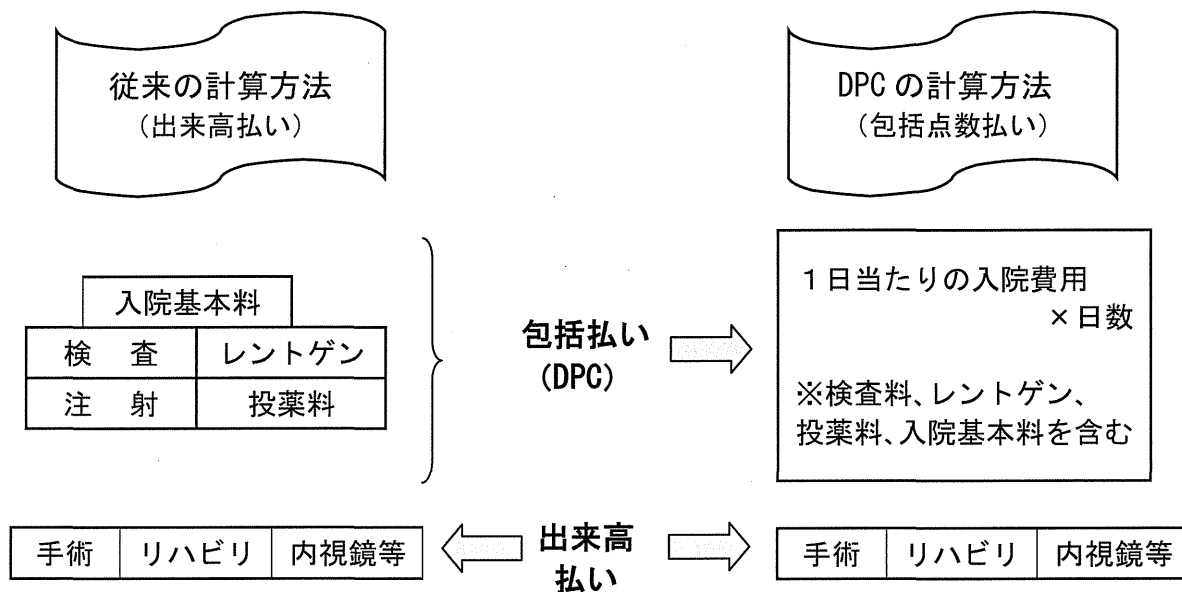 従来の計算方法
（出来高払い）
DPC の計算方法
（包括点数払い）
入院基本料
検　査
レントゲン
注　射
投薬料
包括払い
(DPC)
１日当たりの入院費用
×日数
※検査料、レントゲン、
投薬料、入院基本料を含む
手術
リハビリ
内視鏡等
出来高
払い
手術
リハビリ
内視鏡等